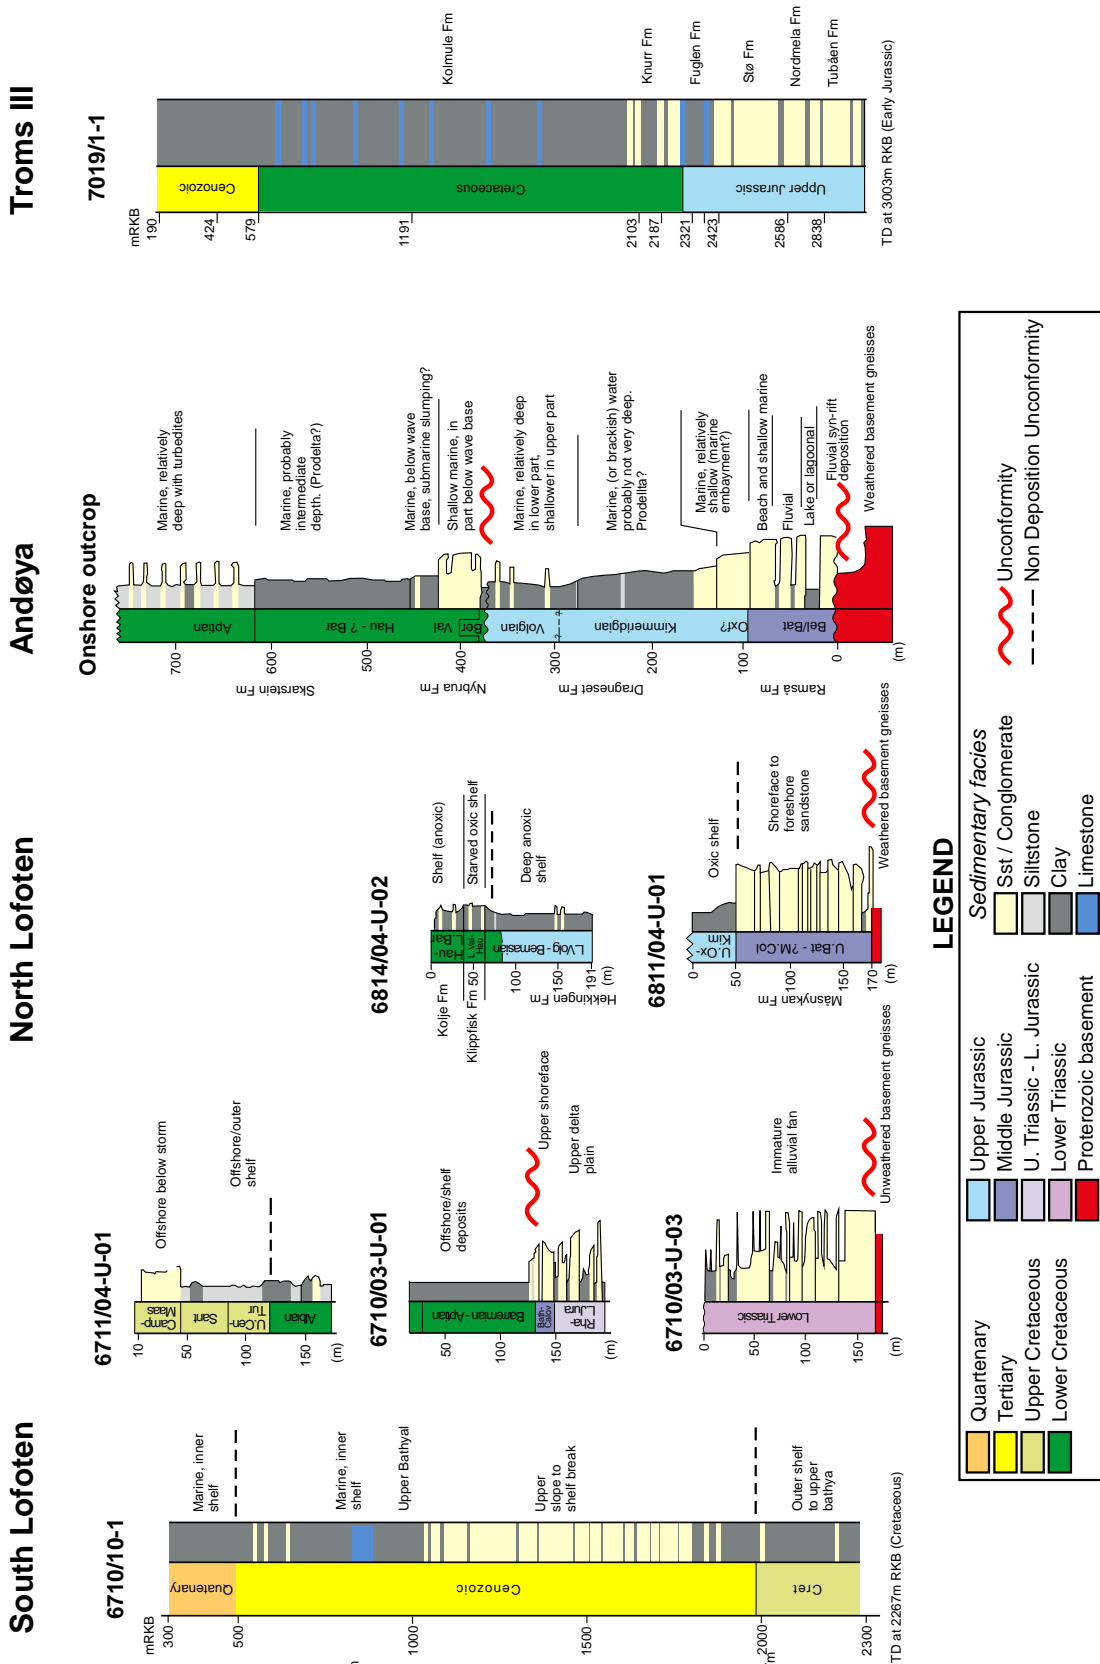 South Lofoten
North Lofoten
Andøya
Troms III
6710/10-1
mRKB
300
500
1000
1500
2000
2300
Quatenary
Cenozoic
Cret
Marine, inner
shelf
Marine, inner
shelf
Upper Bathyal
Upper
slope to
shelf break
Outer shelf
to upper
bathya
TD at 2267m RKB (Cretaceous)
6711/04-U-01
10
50
150
(m)
Camp-
Maas
Sant
U.Cen-
Tur
Albian
Offshore below storm
Offshore/outer
shelf
6710/03-U-01
50
150
(m)
Barremian - Aptian
Bath-
Calov
Rha-
L.Jura
Offshore/shelf
deposits
Upper shoreface
Upper delta
plain
6710/03-U-03
0
50
100
150
(m)
Lower Triassic
Immature
alluvial fan
Unweathered basement gneisses
6814/04-U-02
0
50
100
150
191
(m)
Kolje Fm
Klippfisk Fm
Hekkingen Fm
Hau-
L.Bar
L.Val-
Hau
L.Volg - Berriasian
Shelf (anoxic)
Starved oxic shelf
Deep anoxic
shelf
6811/04-U-01
0
50
100
150
170
(m)
Måsnykan Fm
U.Ox-
Kim
U.Bat - ?M.Col
Oxic shelf
Shoreface to
foreshore
sandstone
Weathered basement gneisses
Onshore outcrop
700
600
500
400
300
200
100
0
(m)
Skarstein Fm
Nybrua Fm
Dragneset Fm
Ramså Fm
Aptian
Hau - ? Bar
Val
Ber
Volgian
? ?
Kimmeridgian
Oxf?
Bel/Bat
Marine, relatively
deep with turbedites
Marine, probably
intermediate
depth. (Prodelta?)
Marine, below wave
base, submarine slumping?
Shallow marine, in
part below wave base
Marine, relatively deep
in lower part,
shallower in upper part
Marine, (or brackish) water
probably not very deep.
Prodellta?
Marine, relatively
shallow (marine
embayment?)
Beach and shallow marine
Fluvial
Lake or lagoonal
Fluvial syn-rift
deposition
Weathered basement gneisses
7019/1-1
mRKB
190
424
579
1191
2103
2187
2321
2423
2586
2838
Cenozoic
Cretaceous
Upper Jurassic
Kolmule Fm
Knurr Fm
Fuglen Fm
Stø Fm
Nordmela Fm
Tubåen Fm
TD at 3003m RKB (Early Jurassic)
LEGEND
Quartenary
Tertiary
Upper Cretaceous
Lower Cretaceous
Upper Jurassic
Middle Jurassic
U. Triassic - L. Jurassic
Lower Triassic
Proterozoic basement
Sedimentary facies
Sst / Conglomerate
Siltstone
Clay
Limestone
Unconformity
Non Deposition Unconformity